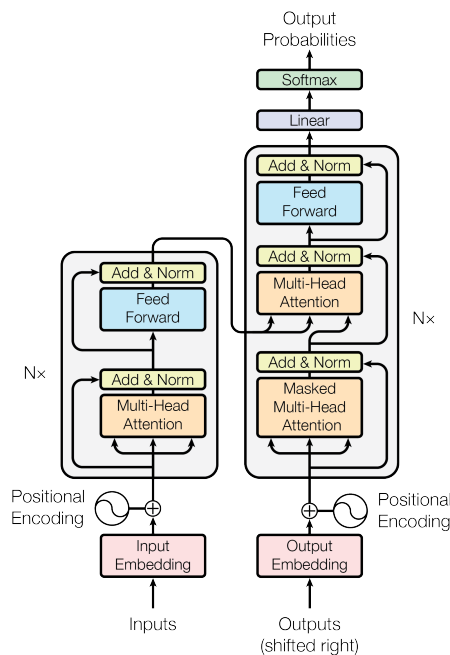 Output
Probabilities
Softmax
Linear
Add & Norm
Feed
Forward
Add & Norm
Multi-Head
Attention
Nx
Add & Norm
Masked
Multi-Head
Attention
Positional
Encoding
Output
Embedding
Outputs
(shifted right)
Add & Norm
Feed
Forward
Nx
Add & Norm
Multi-Head
Attention
Positional
Encoding
Input
Embedding
Inputs